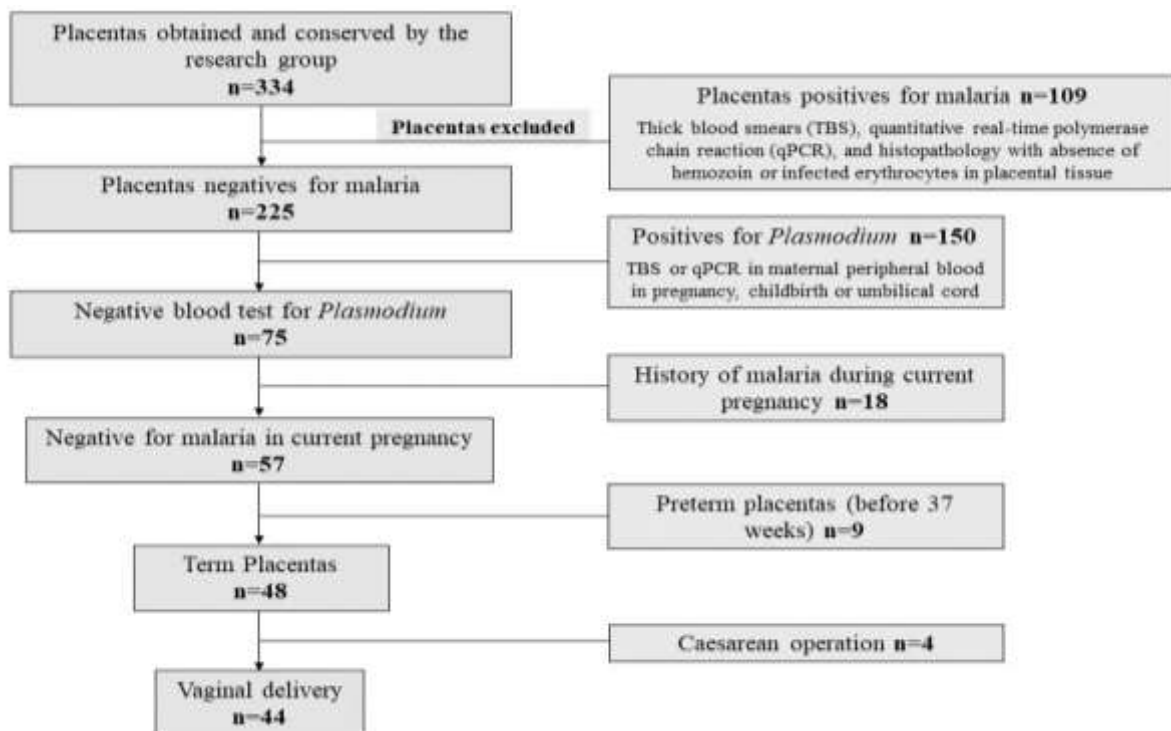 Placentas obtained and conserved by the
research group
n=334
Placentas excluded
Placentas positives for malaria n=109
Thick blood smears (TBS), quantitative real-time polymerase
chain reaction (qPCR), and histopathology with absence of
hemozoin or infected erythrocytes in placental tissue
Placentas negatives for malaria
n=225
Positives for Plasmodium n=150
TBS or qPCR in maternal peripheral blood
in pregnancy, childbirth or umbilical cord
Negative blood test for Plasmodium
n=75
History of malaria during current
pregnancy n=18
Negative for malaria in current pregnancy
n=57
Preterm placentas (before 37
weeks) n=9
Term Placentas
n=48
Caesarean operation n=4
Vaginal delivery
n=44